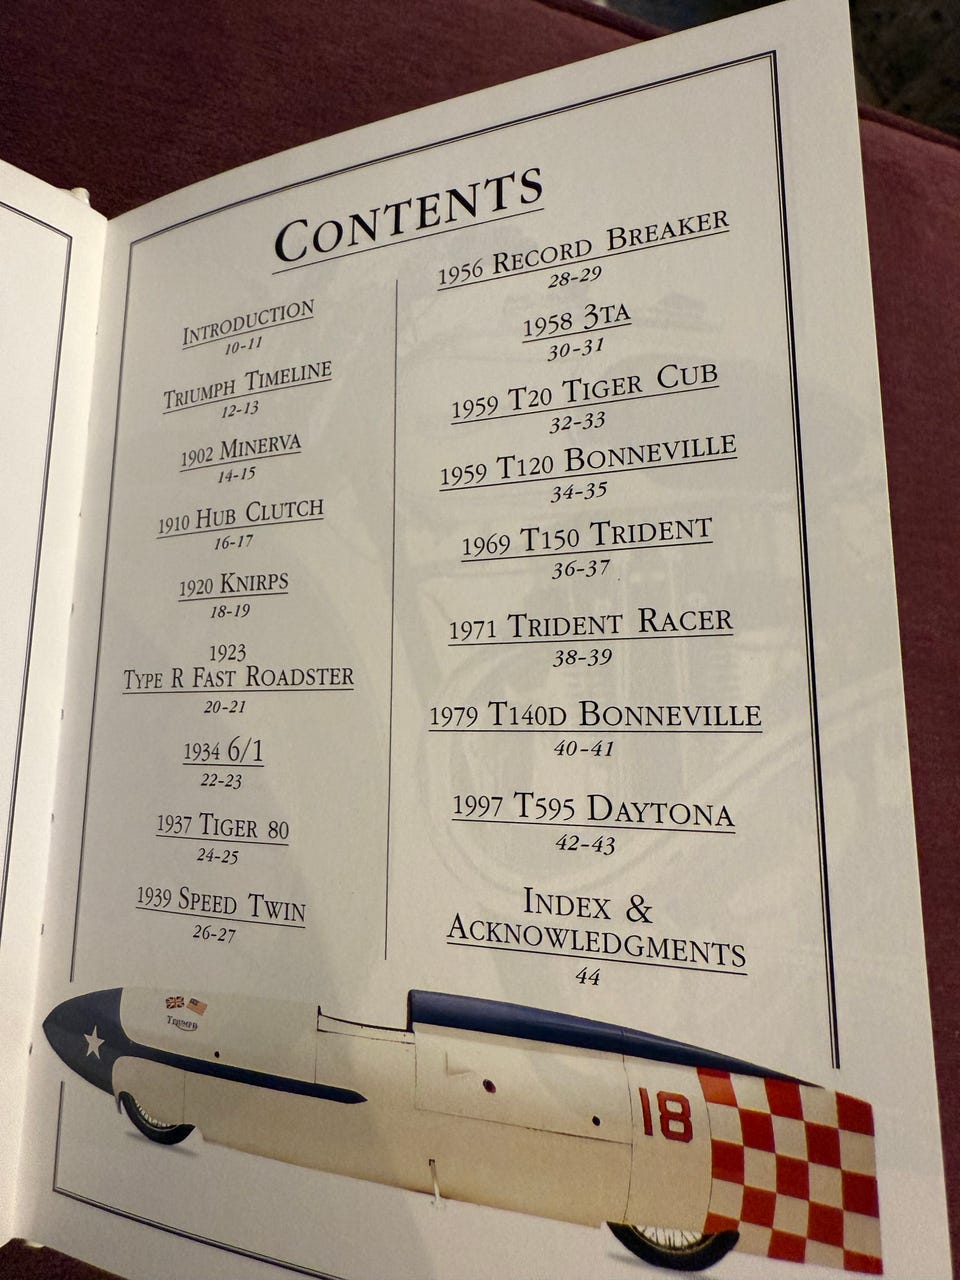 CONTENTS
INTRODUCTION
10-11
TRIUMPH TIMELINE
12-13
1902 MINERVA
14-15
1910 HUB CLUTCH
16-17
1920 KNIRPS
18-19
1923
TYPE R FAST ROADSTER
20-21
1934 6/1
22-23
1937 TIGER 80
24-25
1939 SPEED TWIN
26-27
1956 RECORD BREAKER
28-29
1958 3TA
30-31
1959 T20 TIGER CUB
32-33
1959 T120 BONNEVILLE
34-35
1969 T150 TRIDENT
36-37
1971 TRIDENT RACER
38-39
1979 T140D BONNEVILLE
40-41
1997 T595 DAYTONA
42-43
INDEX &
ACKNOWLEDGMENTS
44
TRIUMPH
18